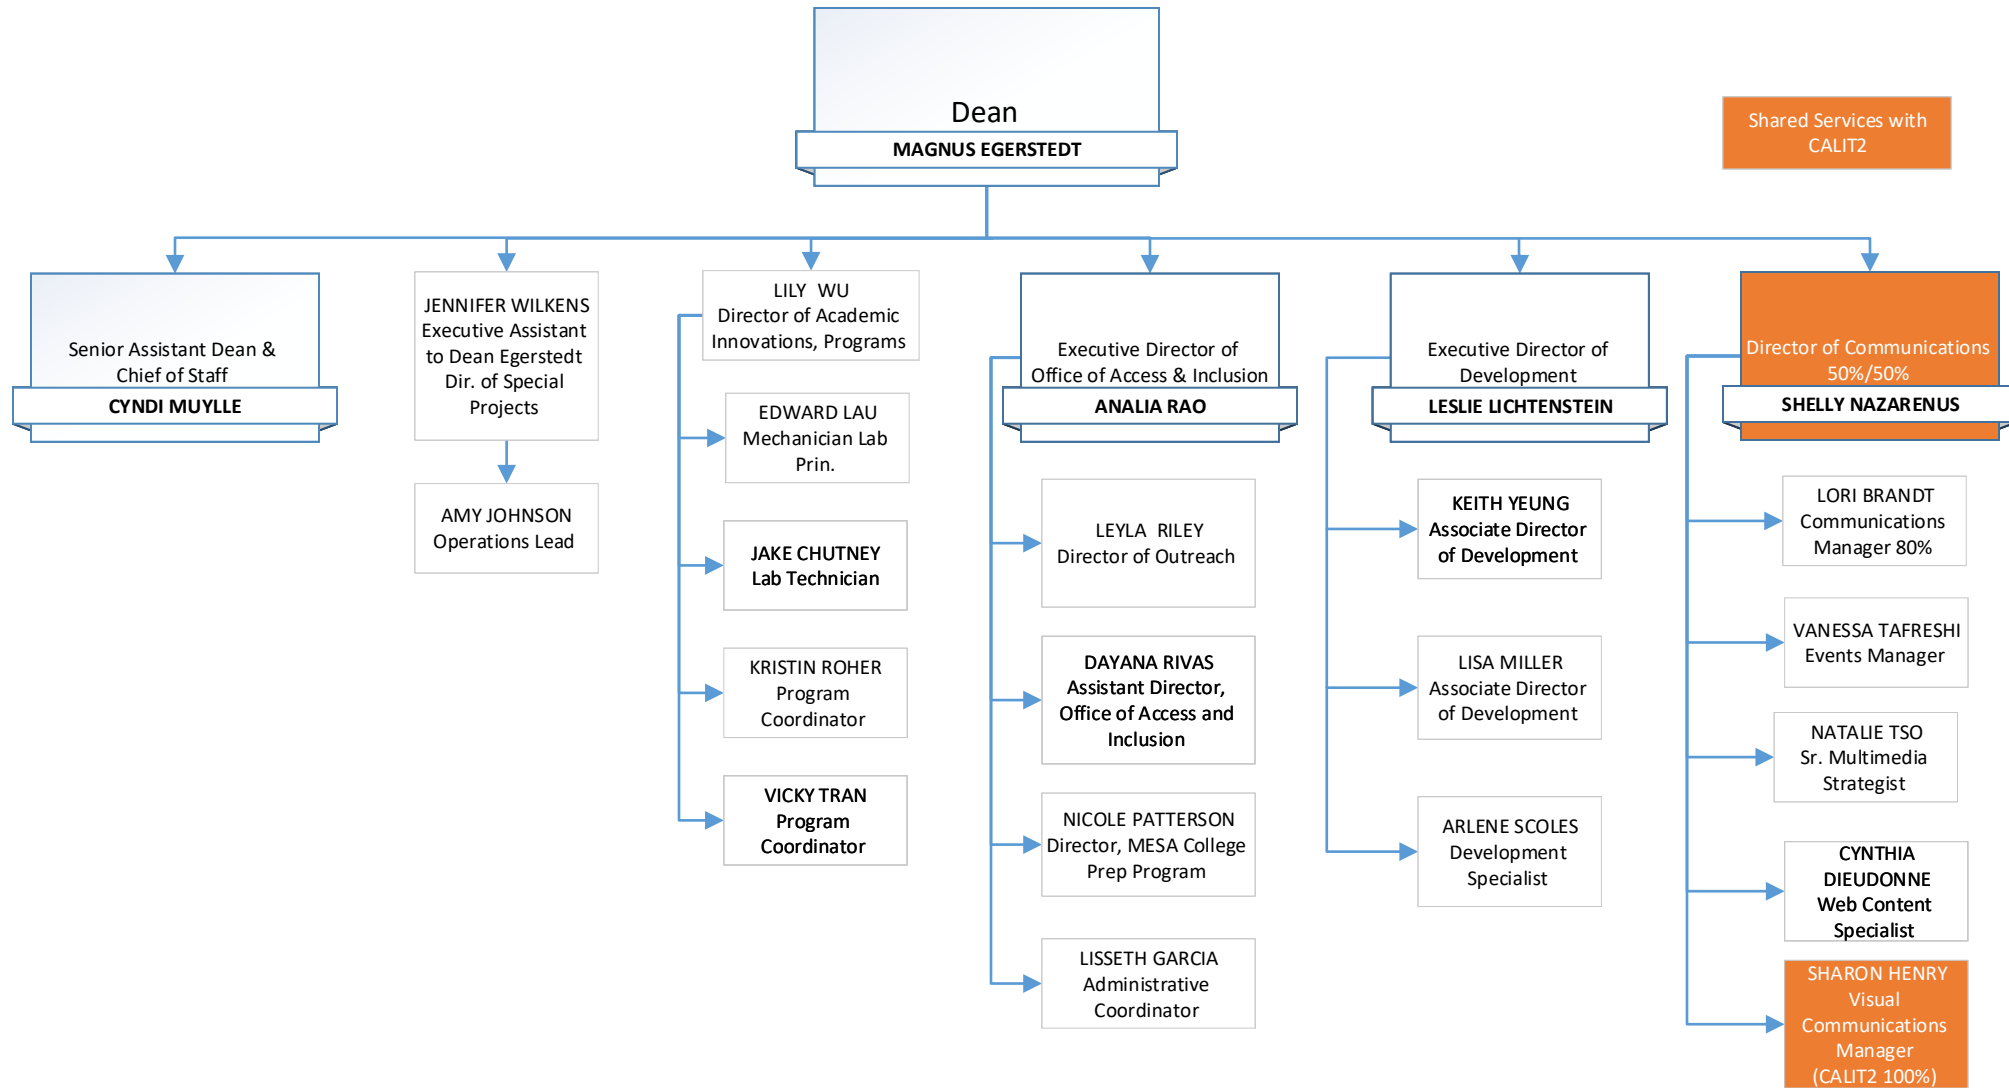 Dean
MAGNUS EGERSTEDT
Shared Services with
CALIT2
Senior Assistant Dean &
Chief of Staff
CYNDI MUYLLE
JENNIFER WILKENS
Executive Assistant
to Dean Egerstedt
Dir. of Special
Projects
AMY JOHNSON
Operations Lead
LILY  WU
Director of Academic
Innovations, Programs
EDWARD LAU
Mechanician Lab
Prin.
JAKE CHUTNEY
Lab Technician
KRISTIN ROHER
Program
Coordinator
VICKY TRAN
Program
Coordinator
Executive Director of
Office of Access & Inclusion
ANALIA RAO
LEYLA  RILEY
Director of Outreach
DAYANA RIVAS
Assistant Director,
Office of Access and
Inclusion
NICOLE PATTERSON
Director, MESA College
Prep Program
LISSETH GARCIA
Administrative
Coordinator
Executive Director of
Development
LESLIE LICHTENSTEIN
KEITH YEUNG
Associate Director
of Development
LISA MILLER
Associate Director
of Development
ARLENE SCOLES
Development
Specialist
Director of Communications
50%/50%
SHELLY NAZARENUS
LORI BRANDT
Communications
Manager 80%
VANESSA TAFRESHI
Events Manager
NATALIE TSO
Sr. Multimedia
Strategist
CYNTHIA
DIEUDONNE
Web Content
Specialist
SHARON HENRY
Visual
Communications
Manager
(CALIT2 100%)